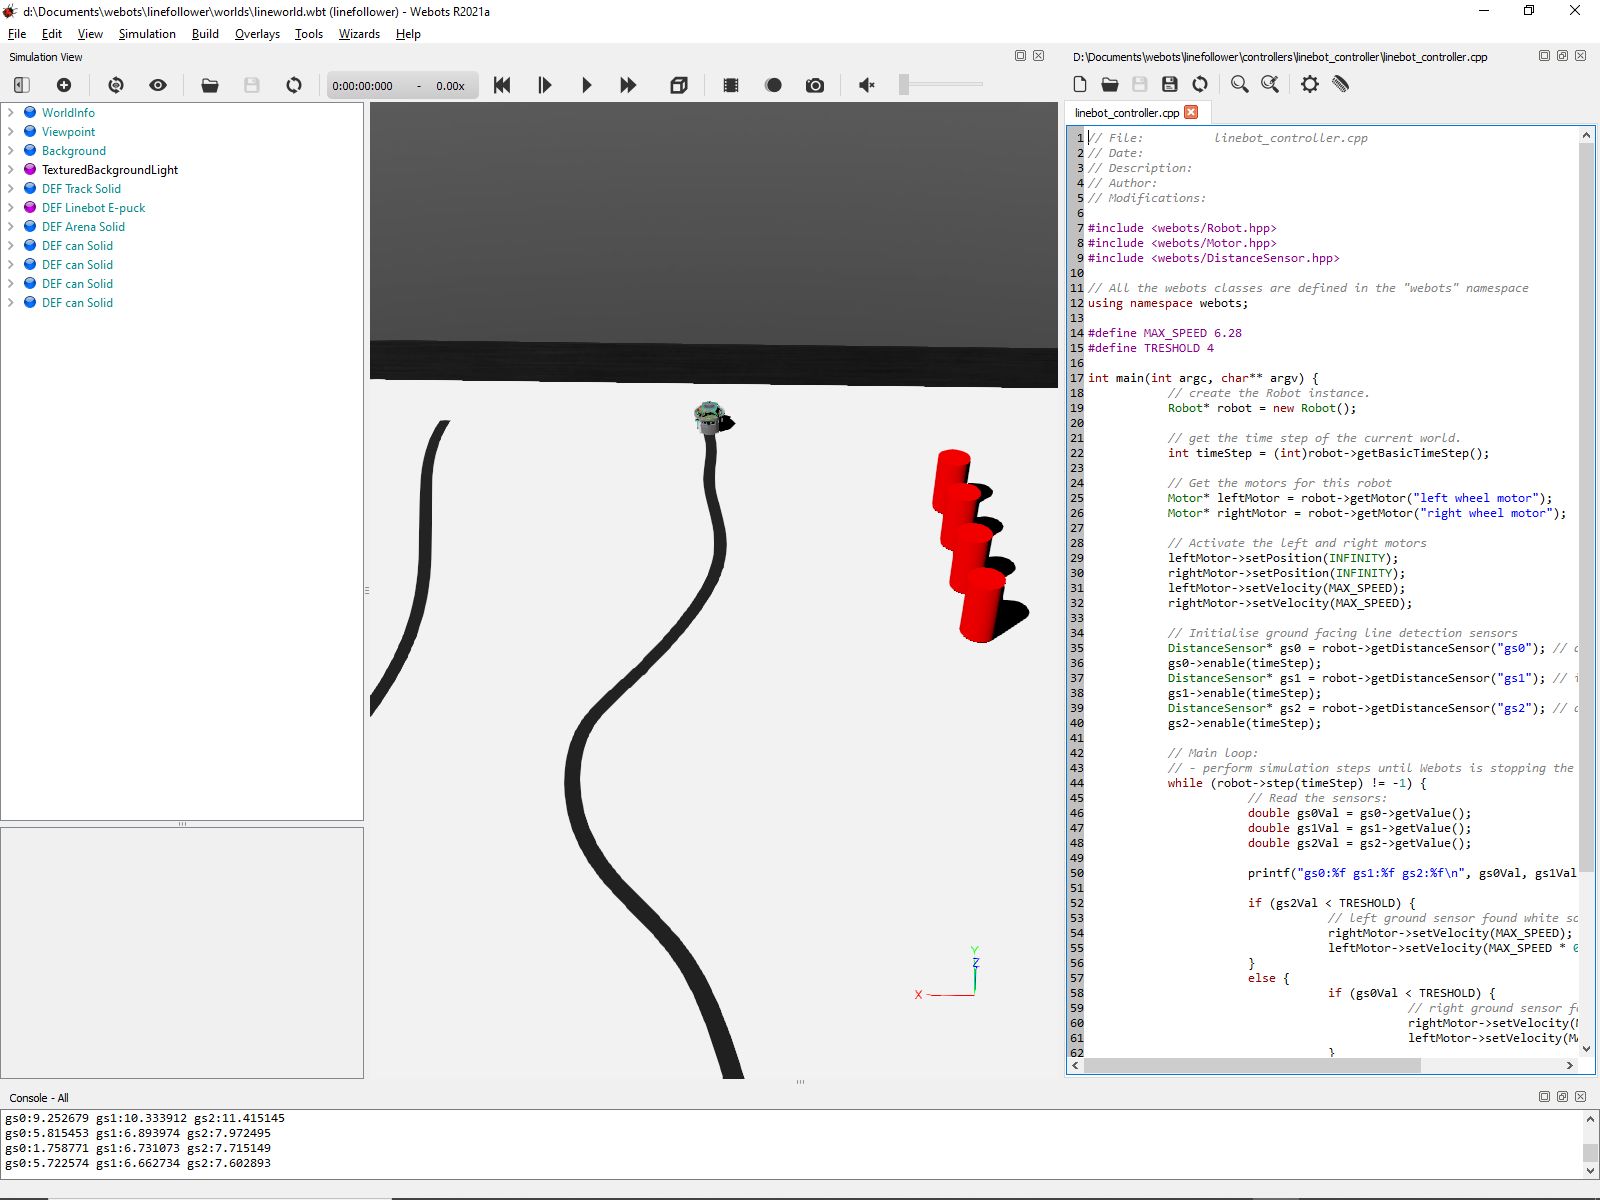 d:\Documents\webots\linefollower\worlds\lineworld.wbt (linefollower) - Webots R2021a
File Edit View Simulation Build Overlays Tools Wizards Help
Simulation View
0:00:00:000 - 0.00x
WorldInfo
Viewpoint
Background
TexturedBackgroundLight
DEF Track Solid
DEF Linebot E-puck
DEF Arena Solid
DEF can Solid
DEF can Solid
DEF can Solid
DEF can Solid
Y
Z
X
D:\Documents\webots\linefollower\controllers\linebot_controller\linebot_controller.cpp
linebot_controller.cpp
1 // File: linebot_controller.cpp
2 // Date:
3 // Description:
4 // Author:
5 // Modifications:
6
7 #include <webots/Robot.hpp>
8 #include <webots/Motor.hpp>
9 #include <webots/DistanceSensor.hpp>
10
11 // All the webots classes are defined in the "webots" namespace
12 using namespace webots;
13
14 #define MAX_SPEED 6.28
15 #define TRESHOLD 4
16
17 int main(int argc, char** argv) {
18 // create the Robot instance.
19 Robot* robot = new Robot();
20
21 // get the time step of the current world.
22 int timeStep = (int)robot->getBasicTimeStep();
23
24 // Get the motors for this robot
25 Motor* leftMotor = robot->getMotor("left wheel motor");
26 Motor* rightMotor = robot->getMotor("right wheel motor");
27
28 // Activate the left and right motors
29 leftMotor->setPosition(INFINITY);
30 rightMotor->setPosition(INFINITY);
31 leftMotor->setVelocity(MAX_SPEED);
32 rightMotor->setVelocity(MAX_SPEED);
33
34 // Initialise ground facing line detection sensors
35 DistanceSensor* gs0 = robot->getDistanceSensor("gs0"); //
36 gs0->enable(timeStep);
37 DistanceSensor* gs1 = robot->getDistanceSensor("gs1"); //
38 gs1->enable(timeStep);
39 DistanceSensor* gs2 = robot->getDistanceSensor("gs2"); //
40 gs2->enable(timeStep);
41
42 // Main loop:
43 // - perform simulation steps until Webots is stopping the
44 while (robot->step(timeStep) != -1) {
45 // Read the sensors:
46 double gs0Val = gs0->getValue();
47 double gs1Val = gs1->getValue();
48 double gs2Val = gs2->getValue();
49
50 printf("gs0:%f gs1:%f gs2:%f\n", gs0Val, gs1Val
51
52 if (gs2Val < TRESHOLD) {
53 // left ground sensor found white
54 rightMotor->setVelocity(MAX_SPEED);
55 leftMotor->setVelocity(MAX_SPEED *
56 }
57 else {
58 if (gs0Val < TRESHOLD) {
59 // right ground sensor
60 rightMotor->setVelocity(
61 leftMotor->setVelocity(
62 }
Console - All
gs0:9.252679 gs1:10.333912 gs2:11.415145
gs0:5.815453 gs1:6.893974 gs2:7.972495
gs0:1.758771 gs1:6.731073 gs2:7.715149
gs0:5.722574 gs1:6.662734 gs2:7.602893